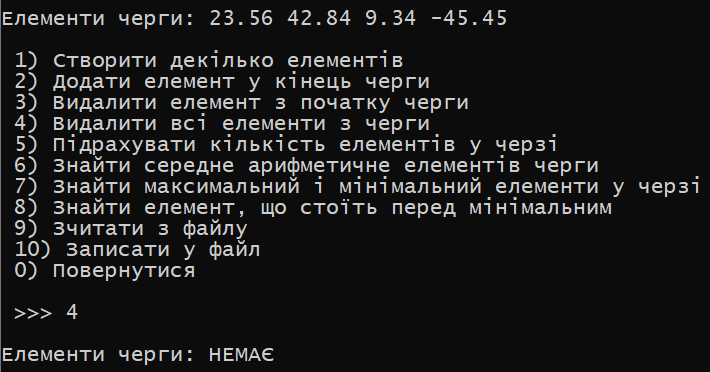 Елементи черги: 23.56 42.84 9.34 -45.45
1) Створити декілька елементів
2) Додати елемент у кінець черги
3) Видалити елемент з початку черги
4) Видалити всі елементи з черги
5) Підрахувати кількість елементів у черзі
6) Знайти середне арифметичне елементів черги
7) Знайти максимальний і мінімальний елементи у черзі
8) Знайти елемент, що стоїть перед мінімальним
9) Зчитати з файлу
10) Записати у файл
0) Повернутися
>>> 4
Елементи черги: НЕМАЄ